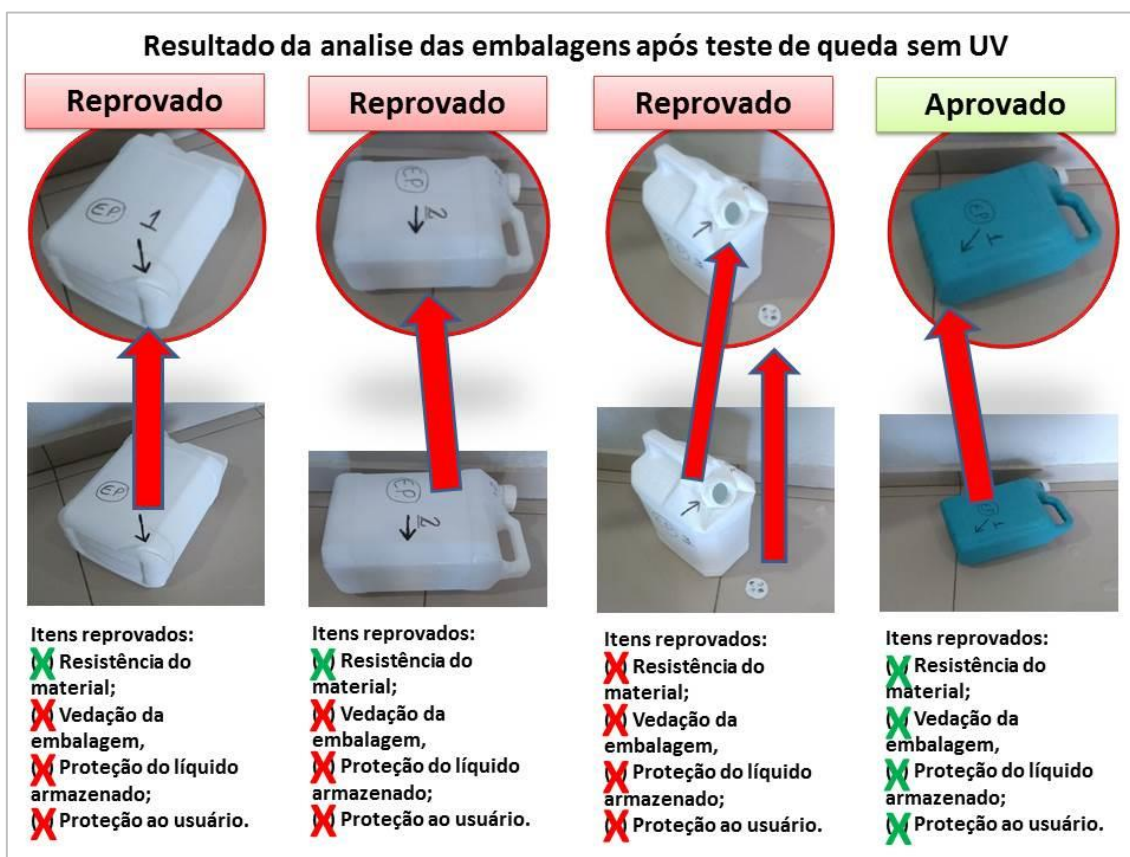 Resultado da analise das embalagens após teste de queda sem UV
Reprovado
Reprovado
Reprovado
Aprovado
EP
1
EP
2
EP
EP
2
3
Itens reprovados:
(X) Resistência do
material;
(X) Vedação da
embalagem,
(X) Proteção do líquido
armazenado;
(X) Proteção ao usuário.
Itens reprovados:
(X) Resistência do
material;
(X) Vedação da
embalagem,
(X) Proteção do líquido
armazenado;
(X) Proteção ao usuário.
Itens reprovados:
(X) Resistência do
material;
(X) Vedação da
embalagem,
(X) Proteção do líquido
armazenado;
(X) Proteção ao usuário.
Itens reprovados:
(X) Resistência do
material;
(X) Vedação da
embalagem,
(X) Proteção do líquido
armazenado;
(X) Proteção ao usuário.